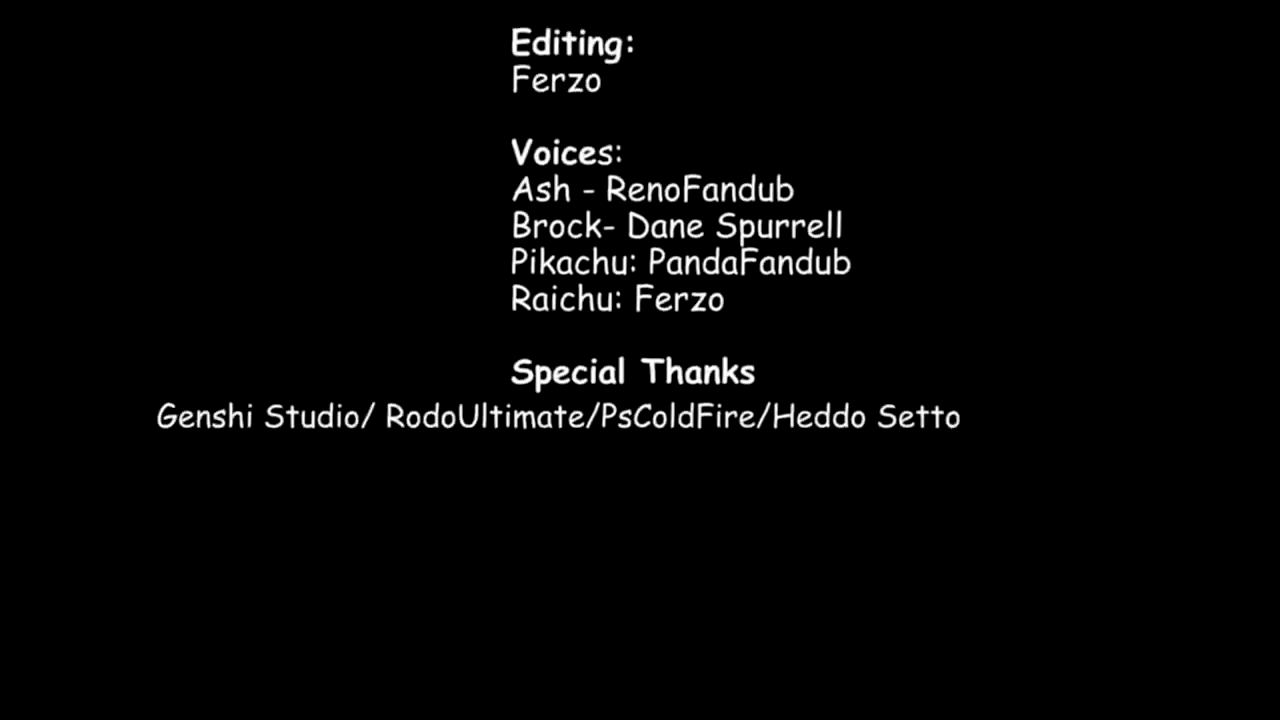 Editing:
Ferzo
Voices:
Ash - RenoFandub
Brock- Dane Spurrell
Pikachu: PandaFandub
Raichu: Ferzo
Special Thanks
Genshi Studio/ RodoUltimate/PsColdFire/Heddo Setto